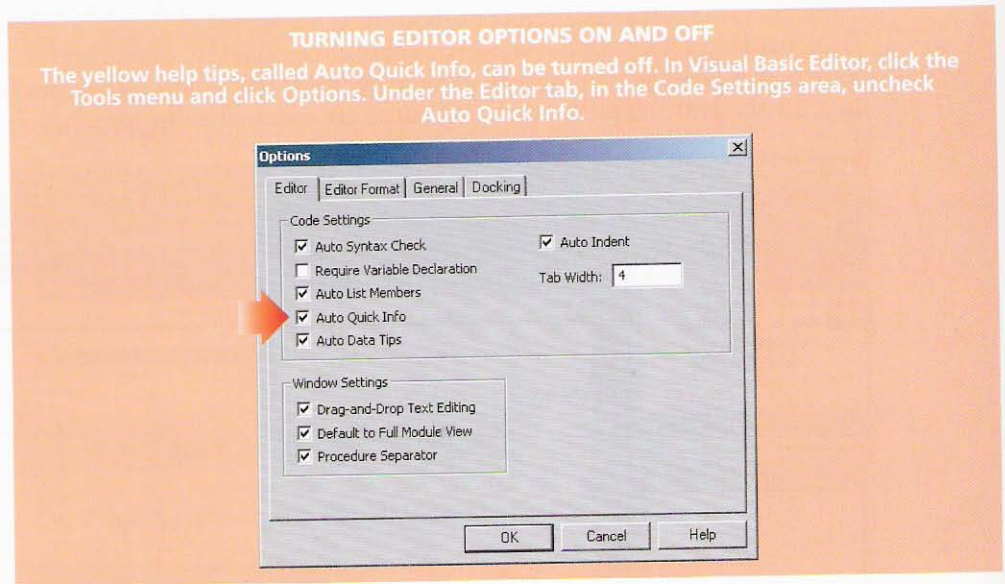 TURNING EDITOR OPTIONS ON AND OFF
The yellow help tips, called Auto Quick Info, can be turned off. In Visual Basic Editor, click the
Tools menu and click Options. Under the Editor tab, in the Code Settings area, uncheck
Auto Quick Info.
Options
Editor Editor Format General Docking
Code Settings
Auto Syntax Check
Require Variable Declaration
Auto List Members
Auto Quick Info
Auto Data Tips
Auto Indent
Tab Width: 4
Window Settings
Drag-and-Drop Text Editing
Default to Full Module View
Procedure Separator
OK Cancel Help